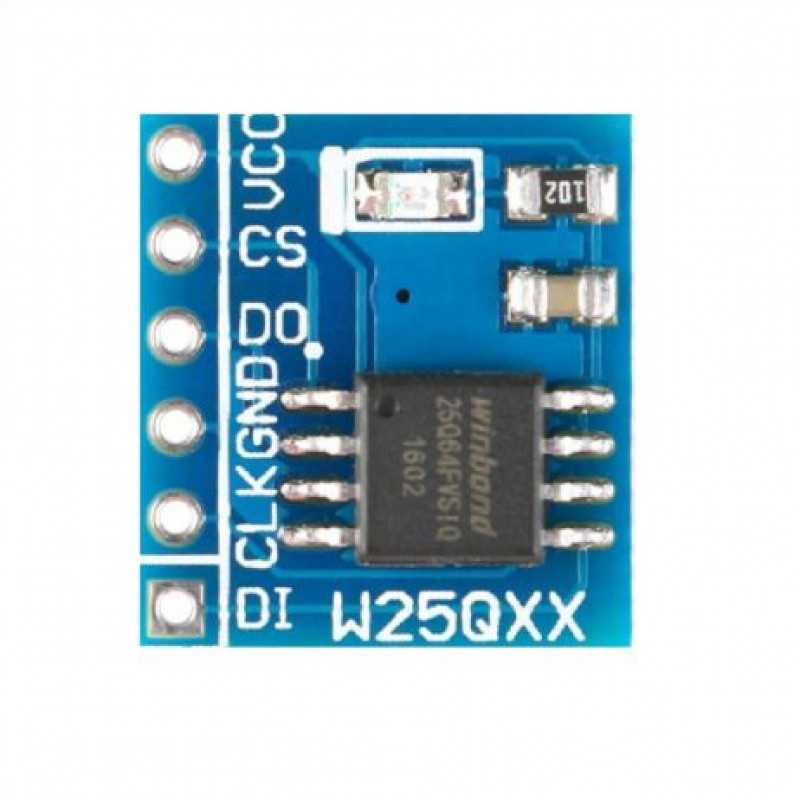 VCC
CS
DO
GND
CLK
DI
102
winbond
25Q64FVSIQ
1602
W25QXX